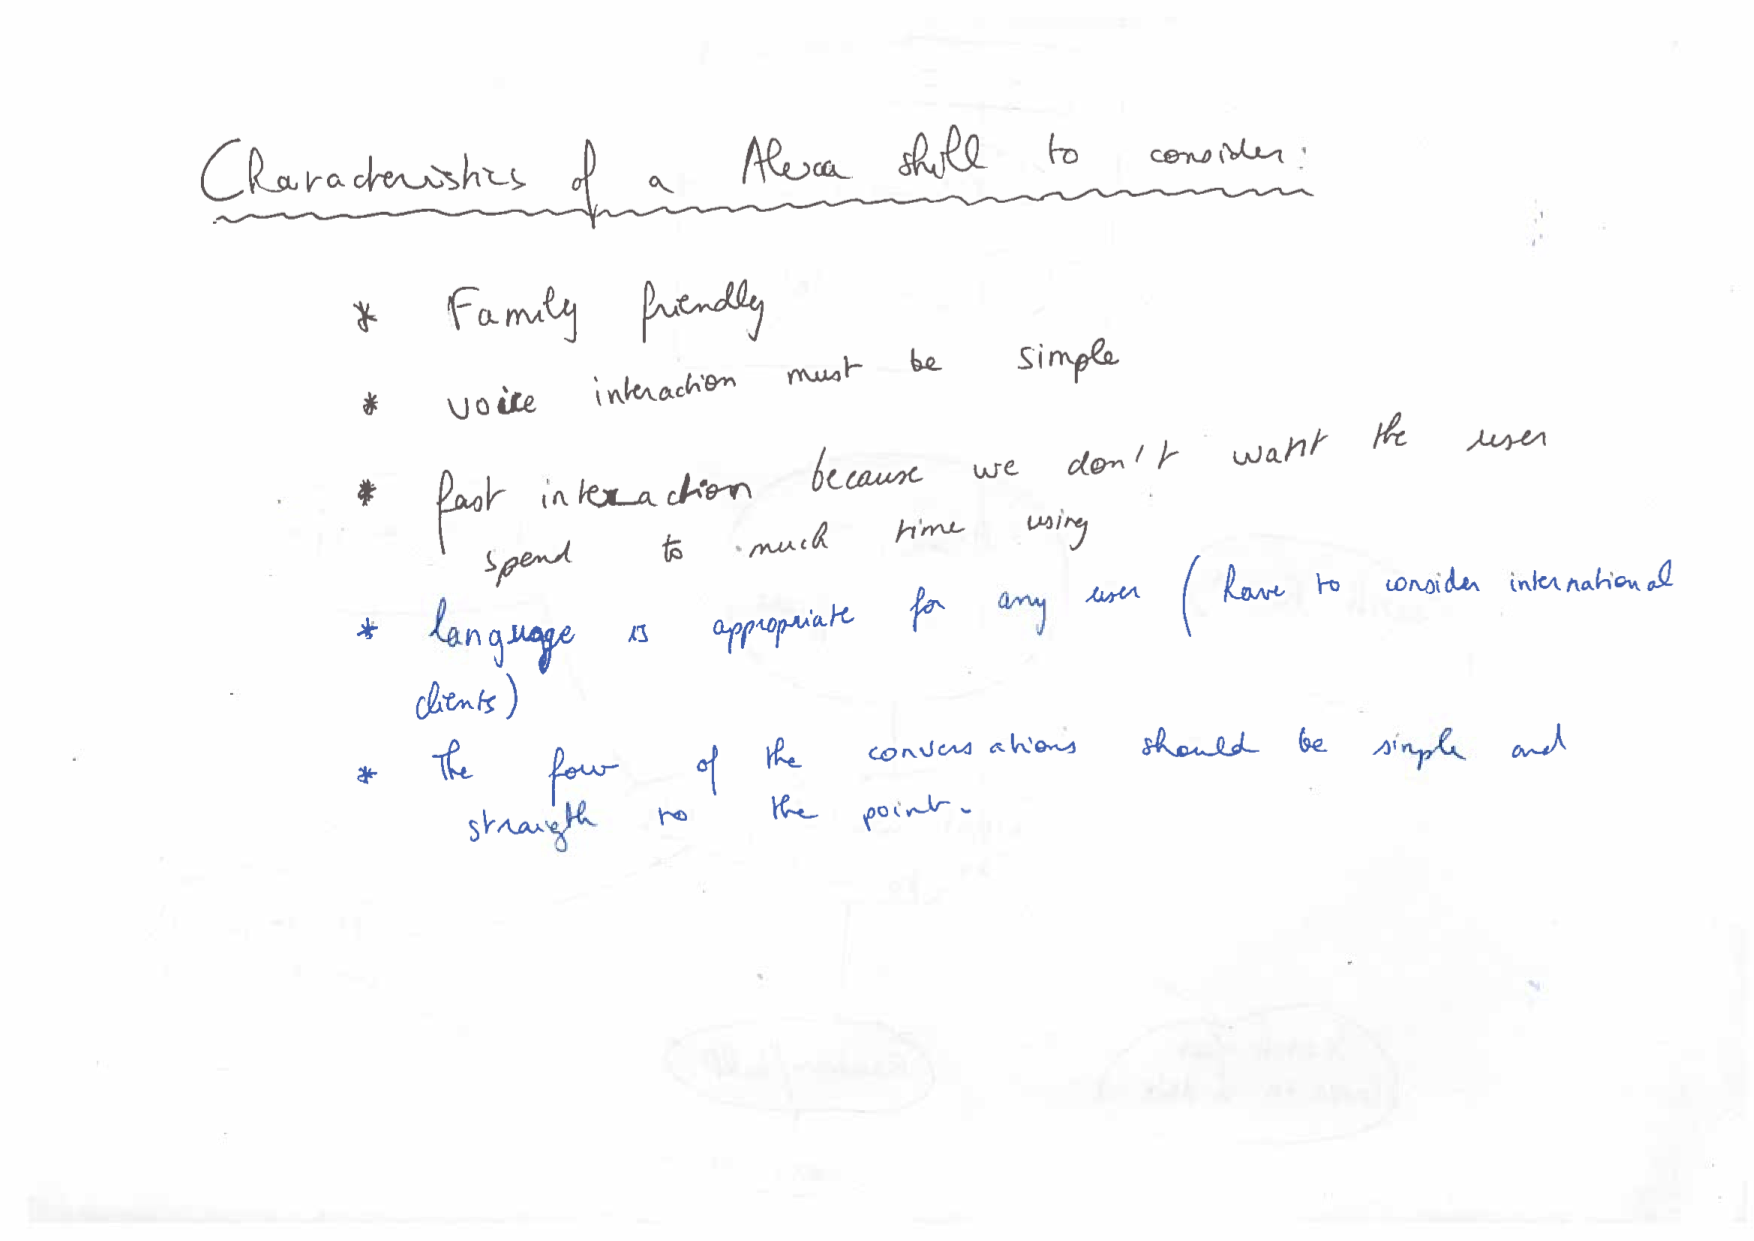 Characteristics of a Alexa skill to consider:
* Family friendly
* voice interaction must be simple
* fast interaction because we don't want the user
spend to much time using
* language is appropriate for any user (have to consider international
clients)
* The fow of the conversations should be simple and
straigth to the point.